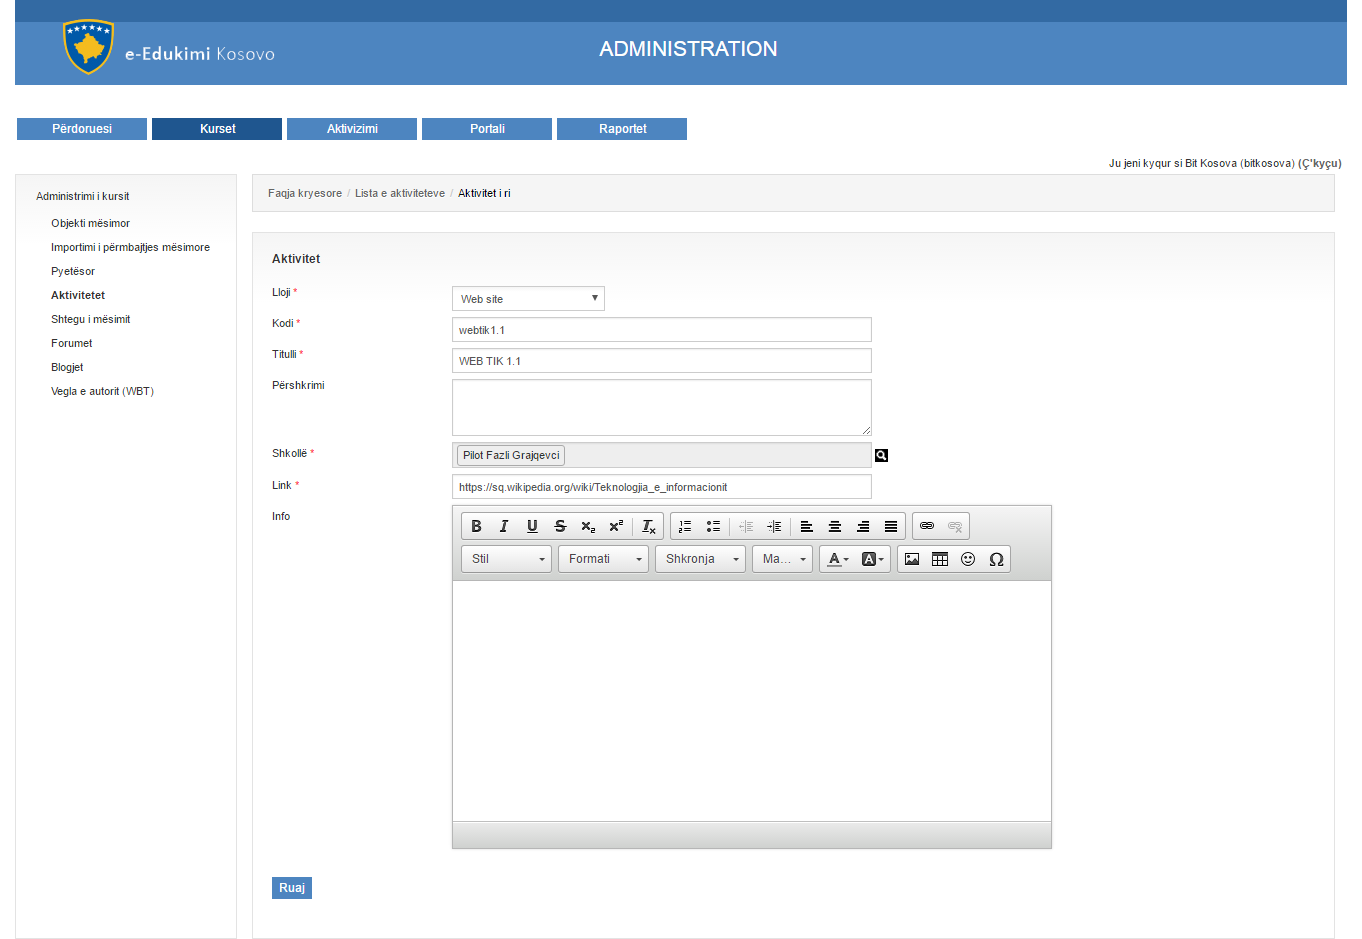 e-Edukimi Kosovo
ADMINISTRATION
Përdoruesi Kurset Aktivizimi Portali Raportet
Ju jeni kyqur si Bit Kosova (bitkosova) (Ç'kyçu)
Administrimi i kursit
Objekti mësimor
Importimi i përmbajtjes mësimore
Pyetësor
Aktivitetet
Shtegu i mësimit
Forumet
Blogjet
Vegla e autorit (WBT)
Faqja kryesore / Lista e aktiviteteve / Aktivitet i ri
Aktivitet
Lloji * Web site
Kodi * webtik1.1
Titulli * WEB TIK 1.1
Përshkrimi
Shkollë * Pilot Fazli Grajqevci
Link * https://sq.wikipedia.org/wiki/Teknologjia_e_informacionit
Info
Stil Formati Shkronja Ma...
Ruaj